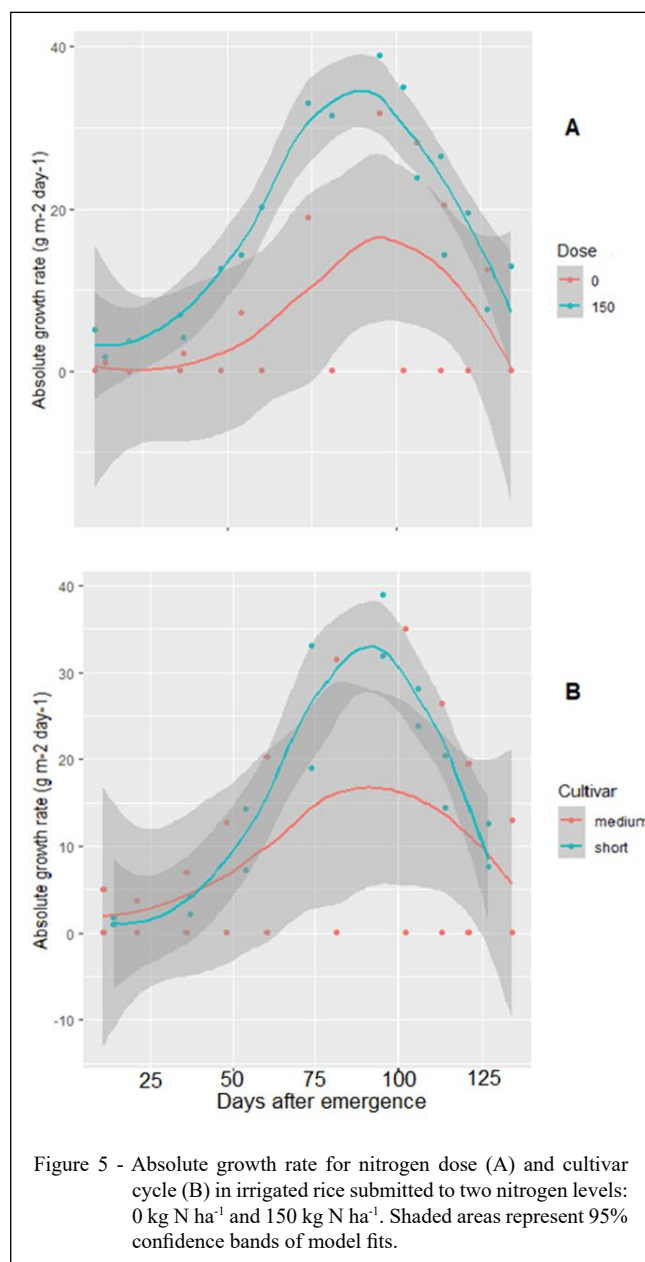 40
20
0
Absolute growth rate (g m-2 day-1)
A
Dose
0
150
40
30
20
10
0
-10
Absolute growth rate (g m-2 day-1)
B
Cultivar
medium
short
25 50 75 100 125
Days after emergence
Figure 5 - Absolute growth rate for nitrogen dose (A) and cultivar
cycle (B) in irrigated rice submitted to two nitrogen levels:
0 kg N ha-1 and 150 kg N ha-1. Shaded areas represent 95%
confidence bands of model fits.